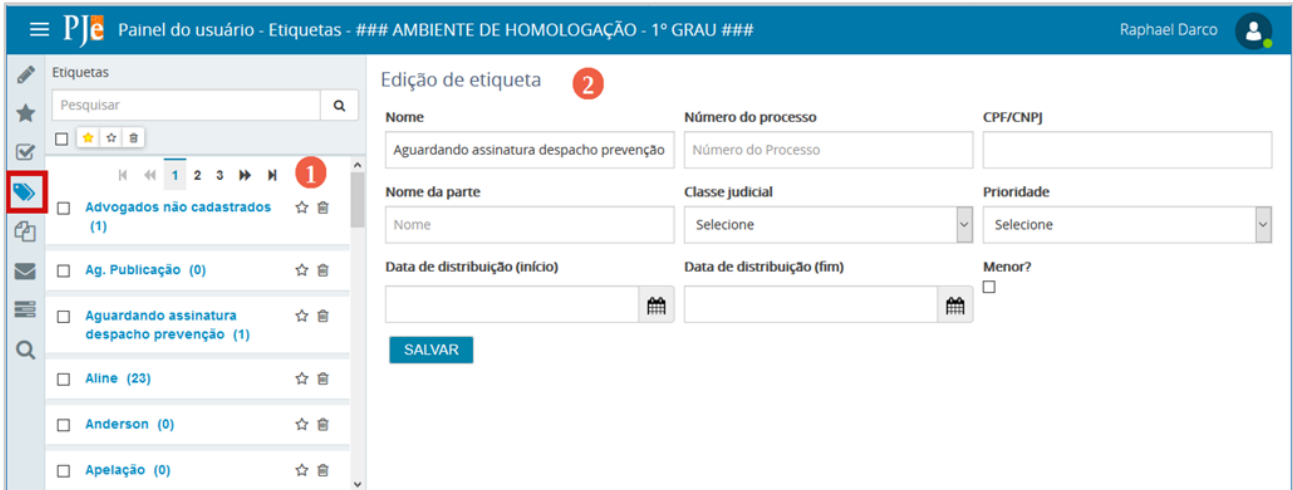 PJe Painel do usuário - Etiquetas - ### AMBIENTE DE HOMOLOGAÇÃO - 1º GRAU ### Raphael Darco
Etiquetas
Pesquisar
1 2 3
1
Advogados não cadastrados
(1)
Ag. Publicação (0)
Aguardando assinatura
despacho prevenção (1)
Aline (23)
Anderson (0)
Apelação (0)
Edição de etiqueta 2
Nome Número do processo CPF/CNPJ
Aguardando assinatura despacho prevenção Número do Processo
Nome da parte Classe judicial Prioridade
Nome Selecione Selecione
Data de distribuição (início) Data de distribuição (fim) Menor?
SALVAR